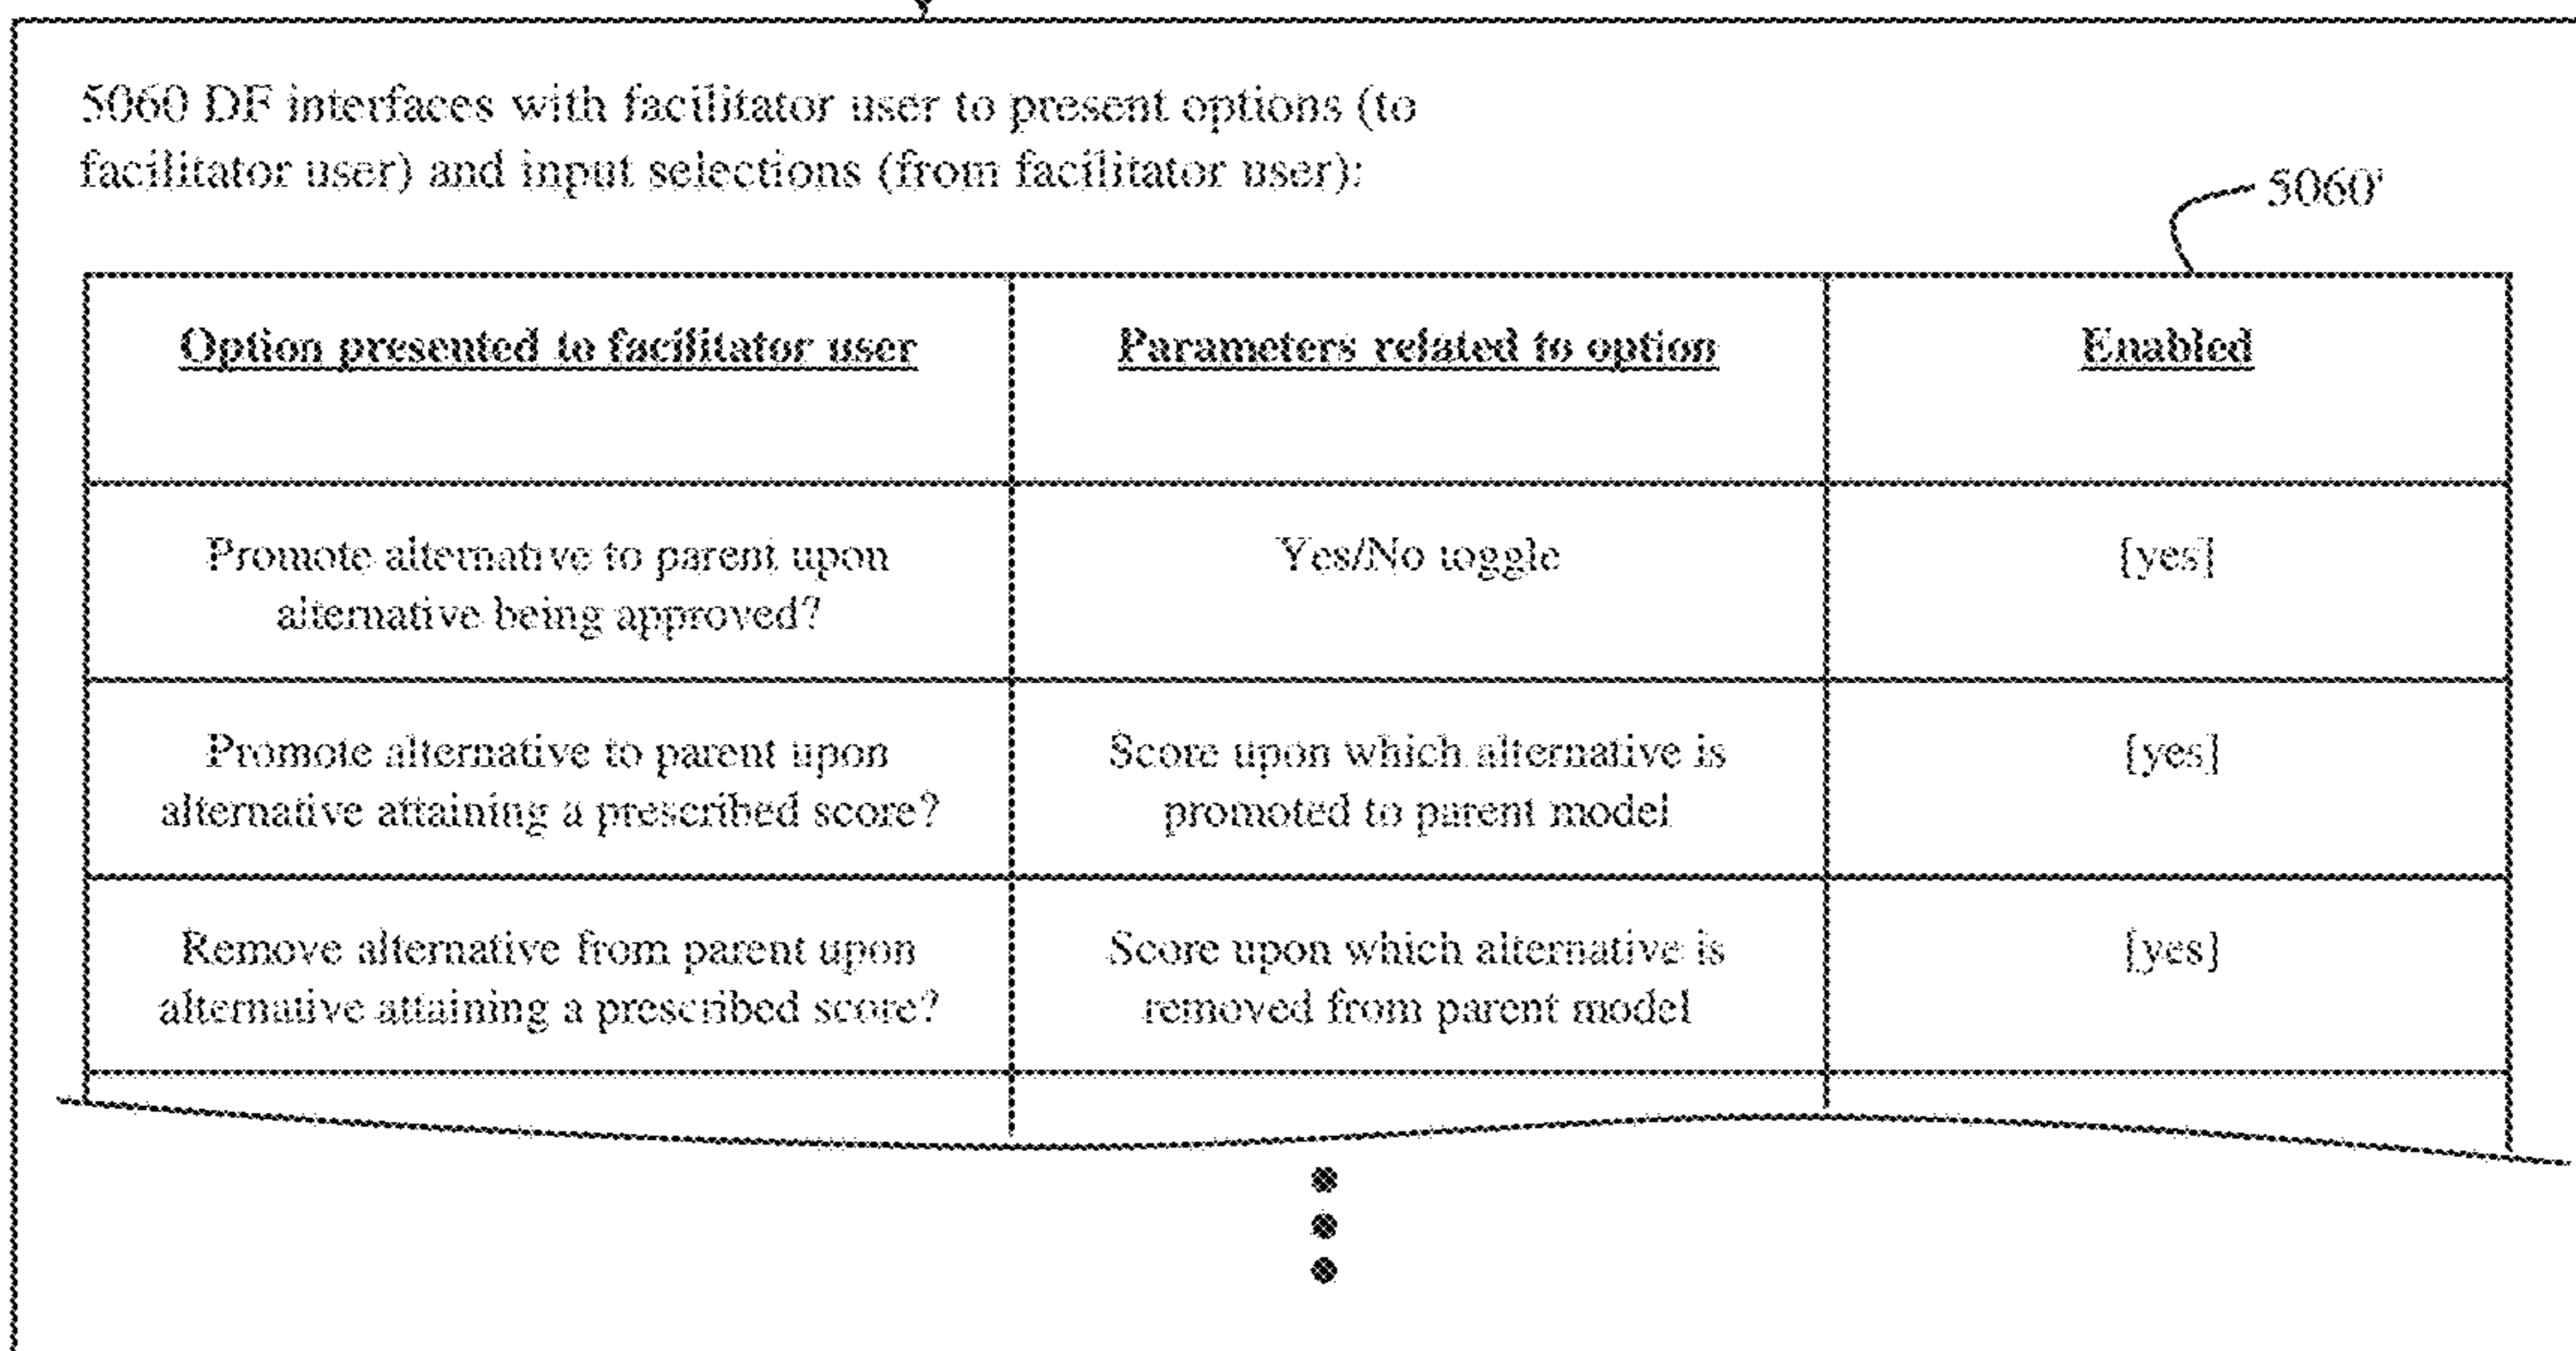 5060 DF interfaces with facilitator user to present options (to
facilitator user) and input selections (from facilitator user):
5060'
Option presented to facilitator user
Parameters related to option
Enabled
Promote alternative to parent upon
alternative being approved?
Yes/No toggle
[yes]
Promote alternative to parent upon
alternative attaining a prescribed score?
Score upon which alternative is
promoted to parent model
[yes]
Remove alternative from parent upon
alternative attaining a prescribed score?
Score upon which alternative is
removed from parent model
[yes]